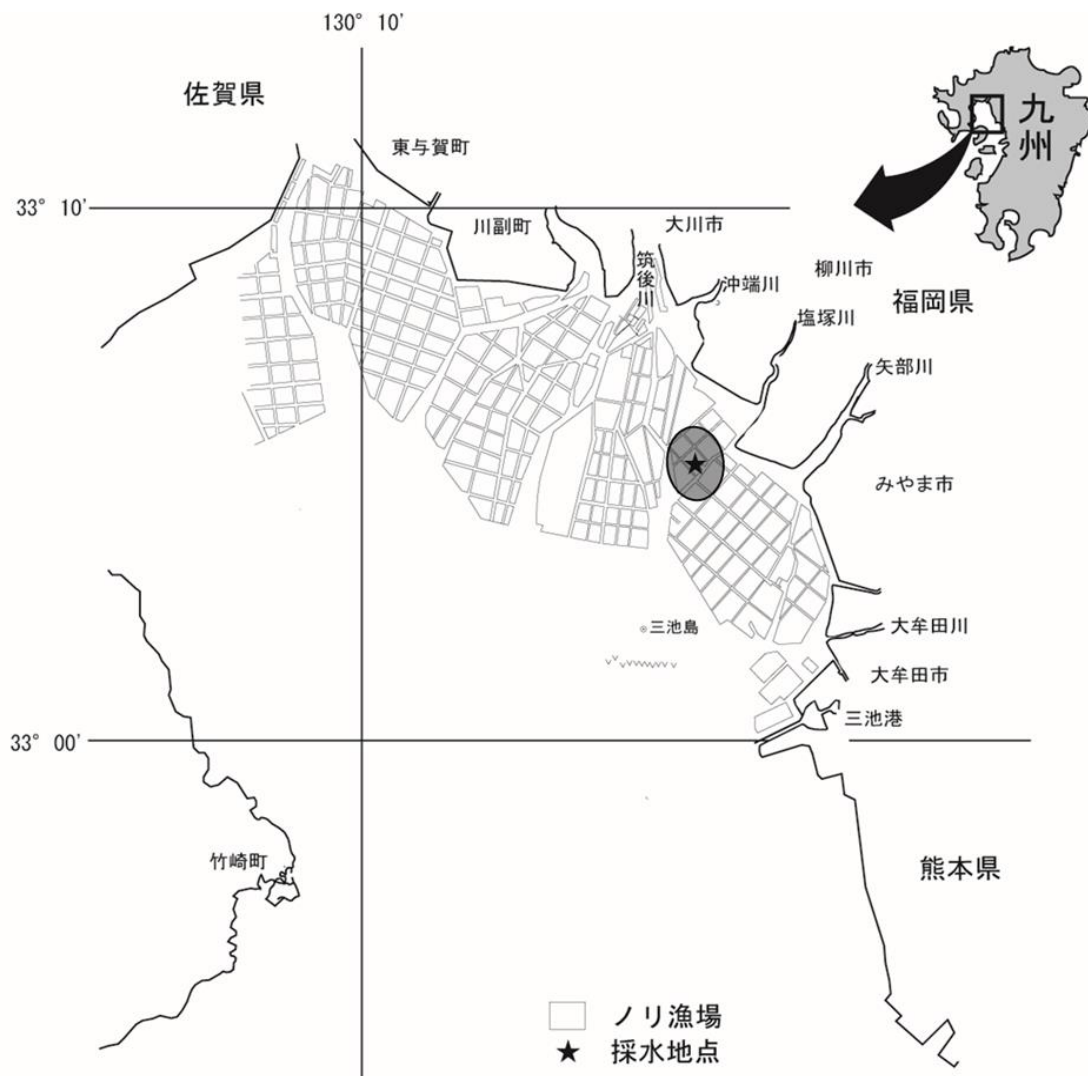 130° 10'
佐賀県
九州
東与賀町
33° 10'
川副町
大川市
筑後川
沖端川
柳川市
福岡県
塩塚川
矢部川
みやま市
三池島
大牟田川
大牟田市
三池港
33° 00'
竹崎町
熊本県
ノリ漁場
★ 採水地点